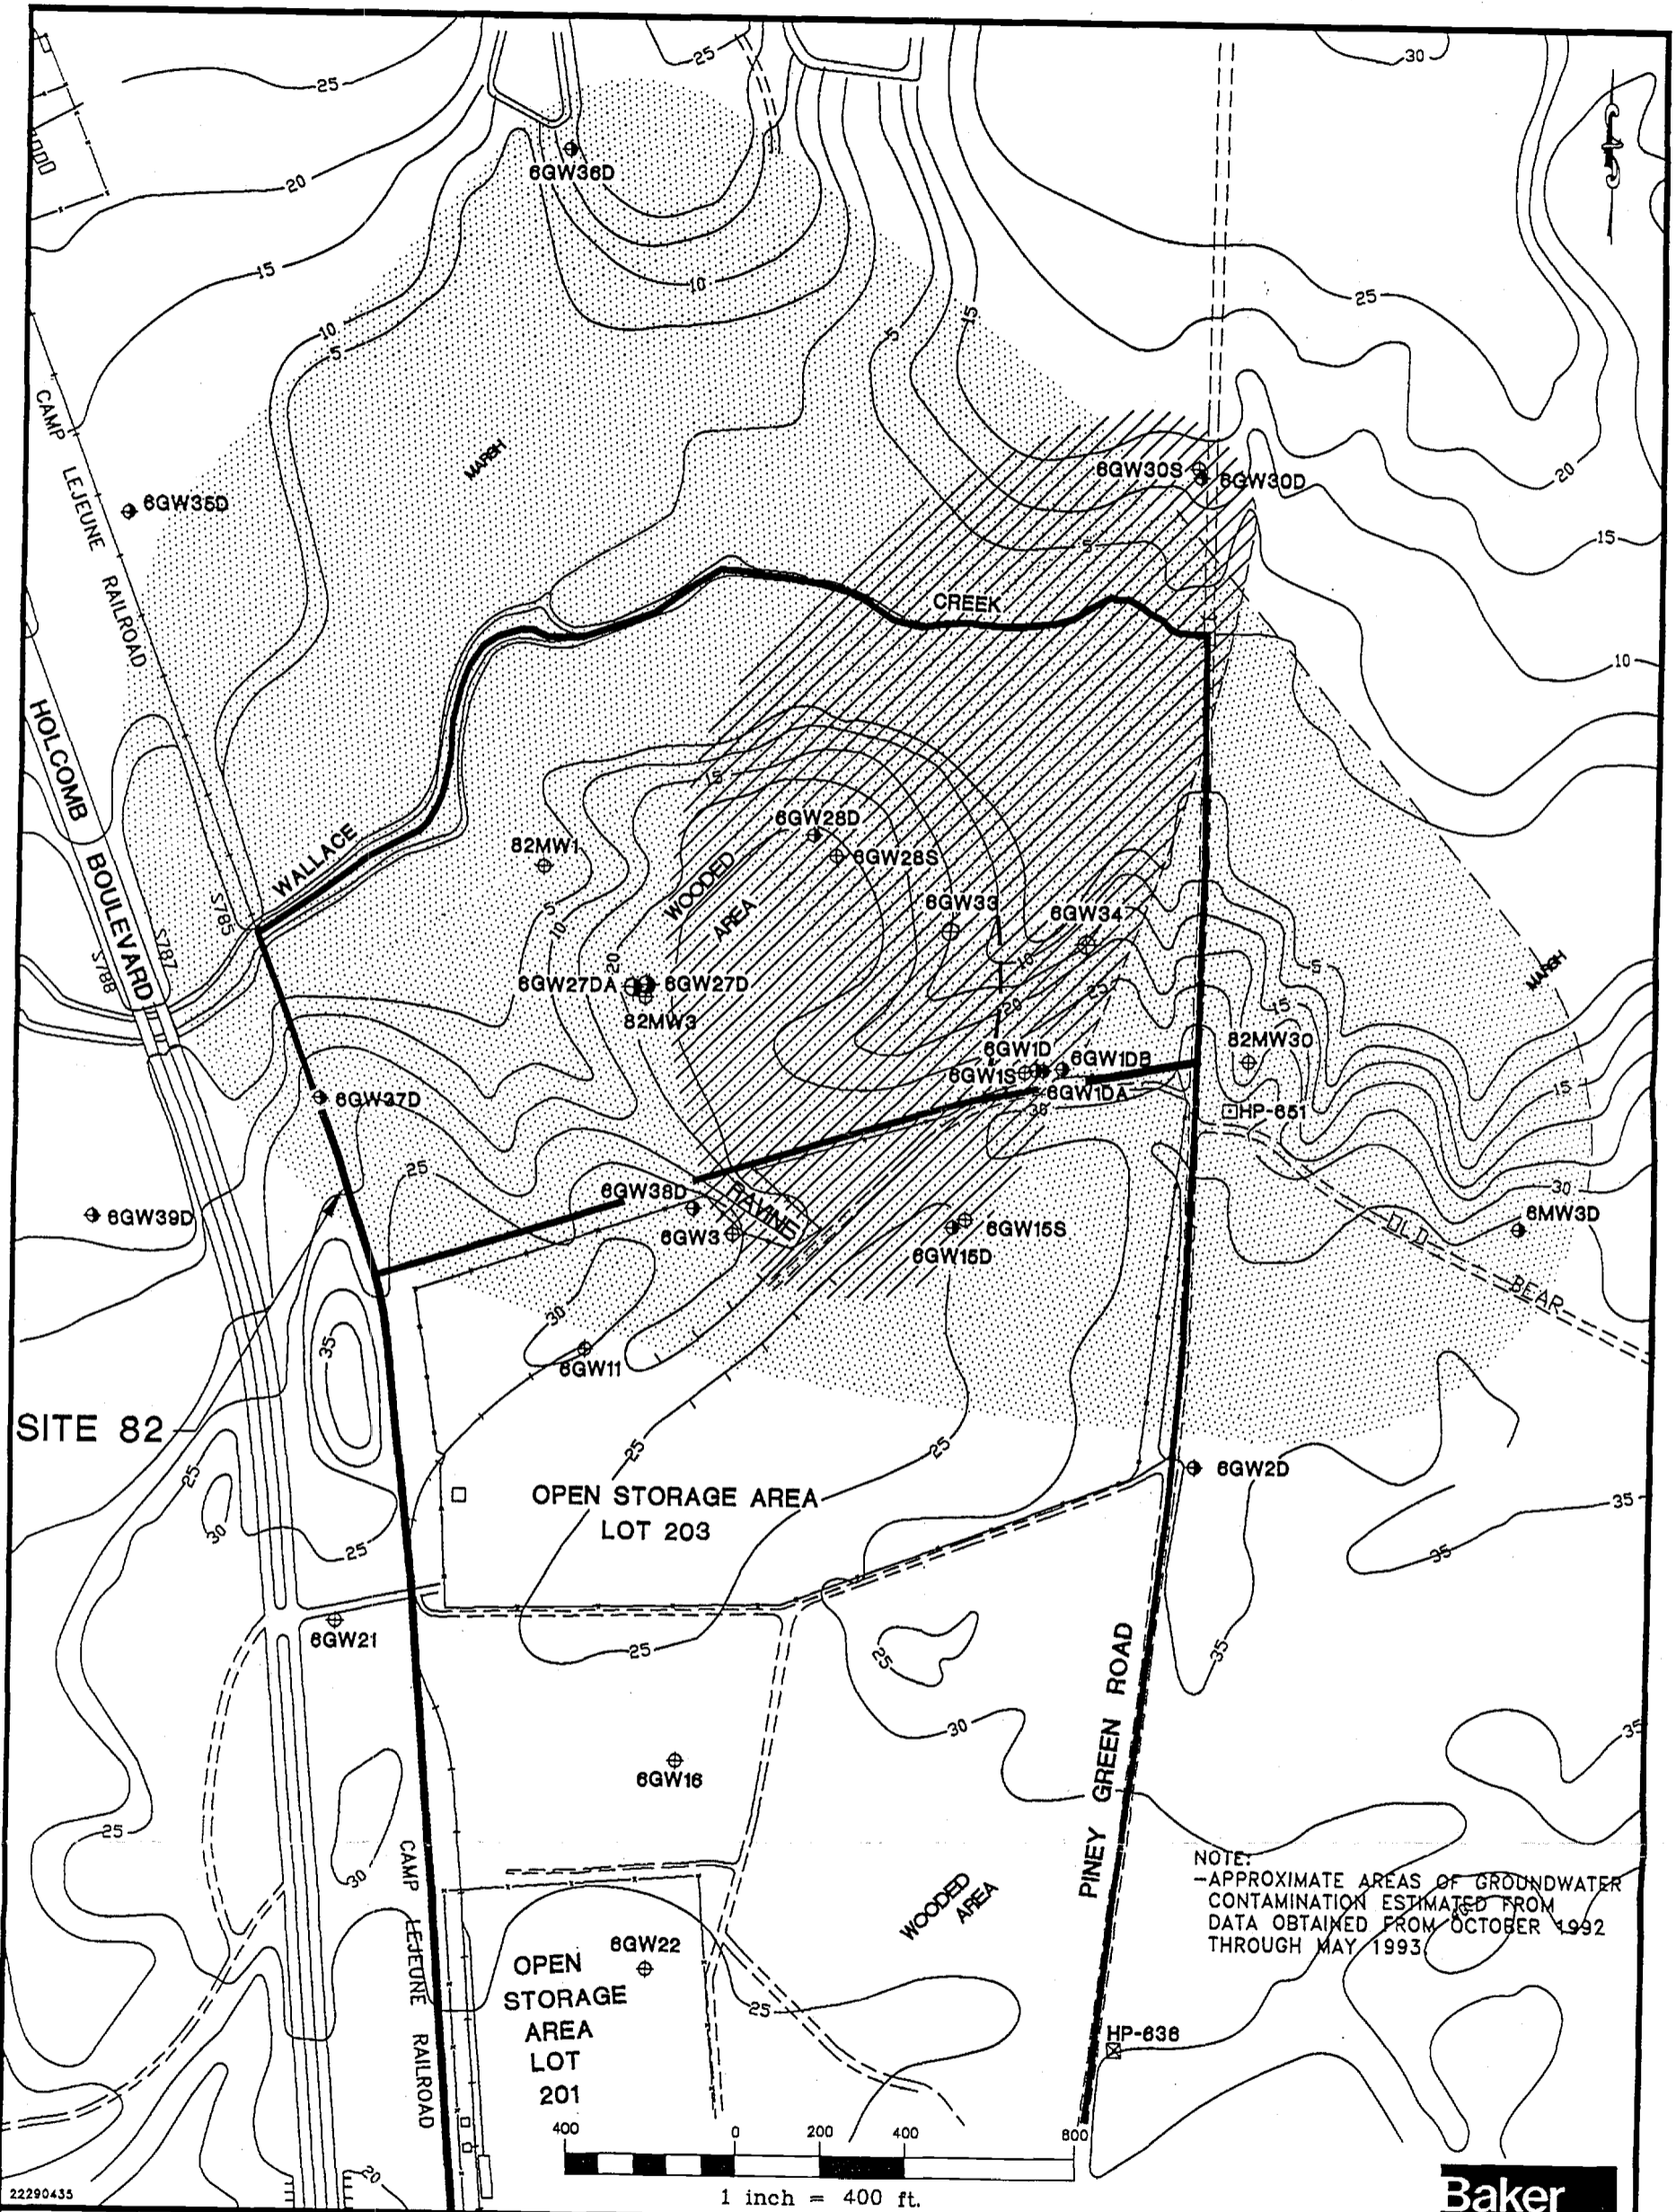 25
30
25
6GW36D
20
15
10
25
10
5
15
5
CAMP LEJEUNE RAILROAD
MARSH
6GW30S
6GW30D
20
6GW35D
15
5
CREEK
10
HOLCOMB BOULEVARD
15
6GW28D
82MW1
WALLACE
WOODED
AREA
6GW28S
S785
6GW33
6GW34
5
10
S787
S788
20
10
5
MARSH
6GW27DA
6GW27D
20
25
15
82MW3
82MW30
6GW1D
6GW1DB
6GW1S
6GW1DA
15
6GW37D
30
HP-651
25
6GW38D
RAVINE
30
6GW39D
6GW3
6GW15S
6MW3D
6GW15D
OLD
BEAR
30
35
6GW11
SITE 82
25
25
25
6GW2D
OPEN STORAGE AREA
LOT 203
35
30
25
35
6GW21
25
25
35
PINEY GREEN ROAD
30
35
6GW16
25
30
CAMP LEJEUNE RAILROAD
NOTE:
-APPROXIMATE AREAS OF GROUNDWATER
CONTAMINATION ESTIMATED FROM
DATA OBTAINED FROM OCTOBER 1992
THROUGH MAY 1993.
WOODED
AREA
6GW22
OPEN
STORAGE
AREA
LOT
201
25
HP-636
400
0
200
400
800
20
1 inch = 400 ft.
22290435
Baker